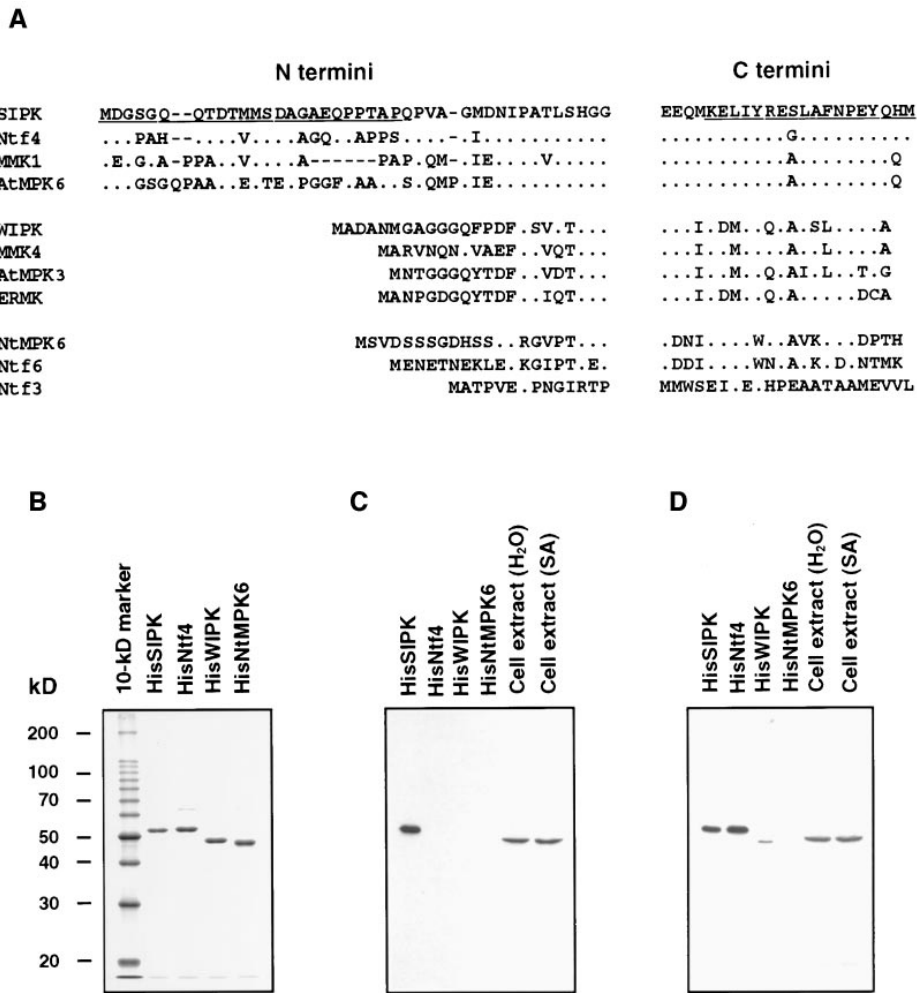 A
N termini C termini
SIPK MDGSGQ--QTDTMMSDAGAEQPPTAPQPVA-GMDNIPATLSHGG EEQMKELIYRESLAFNPEYQHM
Ntf4 ...PAH--....V....AGQ..APPS....-.I........... ...........G..........
MMK1 .E.G.A-PPA..V....A------PAP.QM-.IE....V..... ...........A........Q
AtMPK6 ...GSGQPAA..E.TE.PGGF.AA..S.QMP.IE.......... ...........A........Q
WIPK MADANMGAGGGQFPDF.SV.T... ...I.DM..Q.A.SL....A
MMK4 MARVNQN.VAEF..VQT... ...I..M....A..L....A
AtMPK3 MNTGGGQYTDF..VDT... ...I..M..Q.AI.L..T.G
ERMK MANPGDGQYTDF..IQT... ...I.DM..Q.A.....DCA
NtMPK6 MSVDSSSGDHSS..RGVPT... .DNI....W..AVK...DPTH
Ntf6 MENETNEKLE.KGIPT.E. .DDI....WN.A.K.D.NTMK
Ntf3 MATPVE.PNGIRTP MMWSEI.E.HPEAATAAMEVVL
B C D
kD 10-kD marker HisSIPK HisNtf4 HisWIPK HisNtMPK6 HisSIPK HisNtf4 HisWIPK HisNtMPK6 Cell extract (H₂O) Cell extract (SA) HisSIPK HisNtf4 HisWIPK HisNtMPK6 Cell extract (H₂O) Cell extract (SA)
200 –
100 –
70 –
50 –
40 –
30 –
20 –